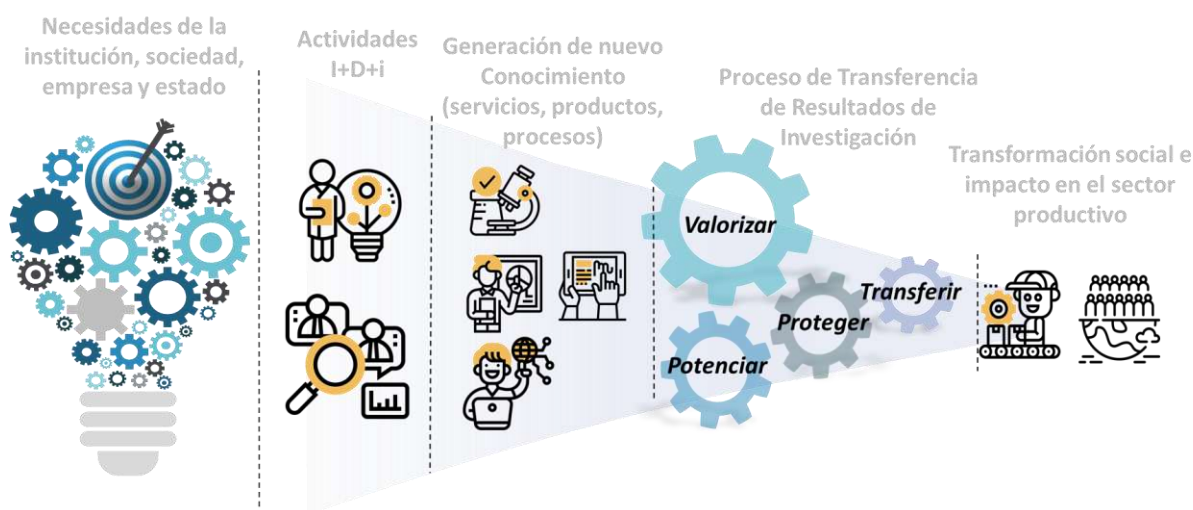 Necesidades de la
institución, sociedad,
empresa y estado
Actividades
I+D+i
Generación de nuevo
Conocimiento
(servicios, productos,
procesos)
Proceso de Transferencia
de Resultados de
Investigación
Transformación social e
impacto en el sector
productivo
Valorizar
Transferir
Proteger
Potenciar